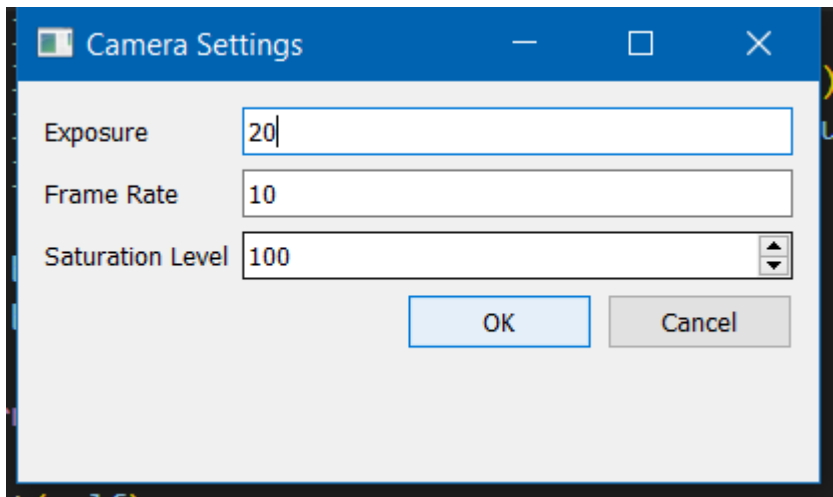 Camera Settings
Exposure 20
Frame Rate 10
Saturation Level 100
OK Cancel